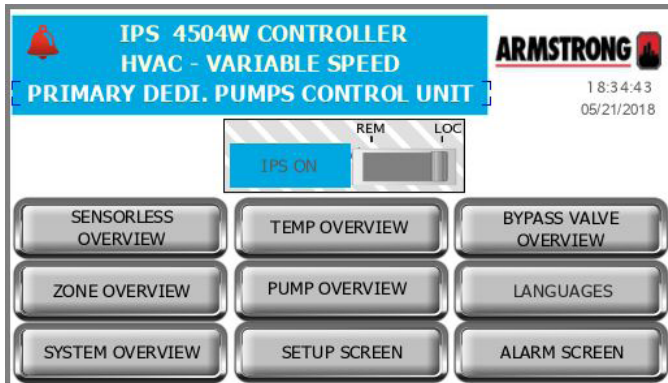 IPS 4504W CONTROLLER
HVAC - VARIABLE SPEED
PRIMARY DEDI. PUMPS CONTROL UNIT
ARMSTRONG
18:34:43
05/21/2018
REM LOC
IPS ON
SENSORLESS
OVERVIEW
TEMP OVERVIEW
BYPASS VALVE
OVERVIEW
ZONE OVERVIEW
PUMP OVERVIEW
LANGUAGES
SYSTEM OVERVIEW
SETUP SCREEN
ALARM SCREEN